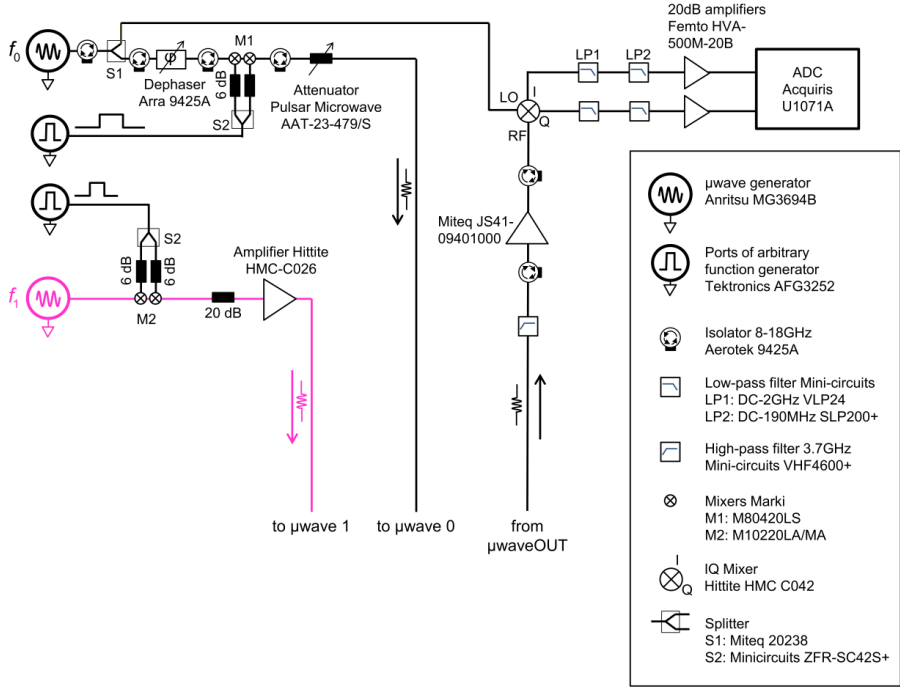 f0
S1
Dephaser
Arra 9425A
6 dB
M1
S2
Attenuator
Pulsar Microwave
AAT-23-479/S
S2
6 dB
6 dB
f1
M2
20 dB
Amplifier Hittite
HMC-C026
to µwave 1
to µwave 0
from
µwaveOUT
20dB amplifiers
Femto HVA-
500M-20B
LP1
LP2
ADC
Acquiris
U1071A
LO
I
Q
RF
Miteq JS41-
09401000
µwave generator
Anritsu MG3694B
Ports of arbitrary
function generator
Tektronics AFG3252
Isolator 8-18GHz
Aerotek 9425A
Low-pass filter Mini-circuits
LP1: DC-2GHz VLP24
LP2: DC-190MHz SLP200+
High-pass filter 3.7GHz
Mini-circuits VHF4600+
Mixers Marki
M1: M80420LS
M2: M10220LA/MA
I
Q
IQ Mixer
Hittite HMC C042
Splitter
S1: Miteq 20238
S2: Minicircuits ZFR-SC42S+
φ